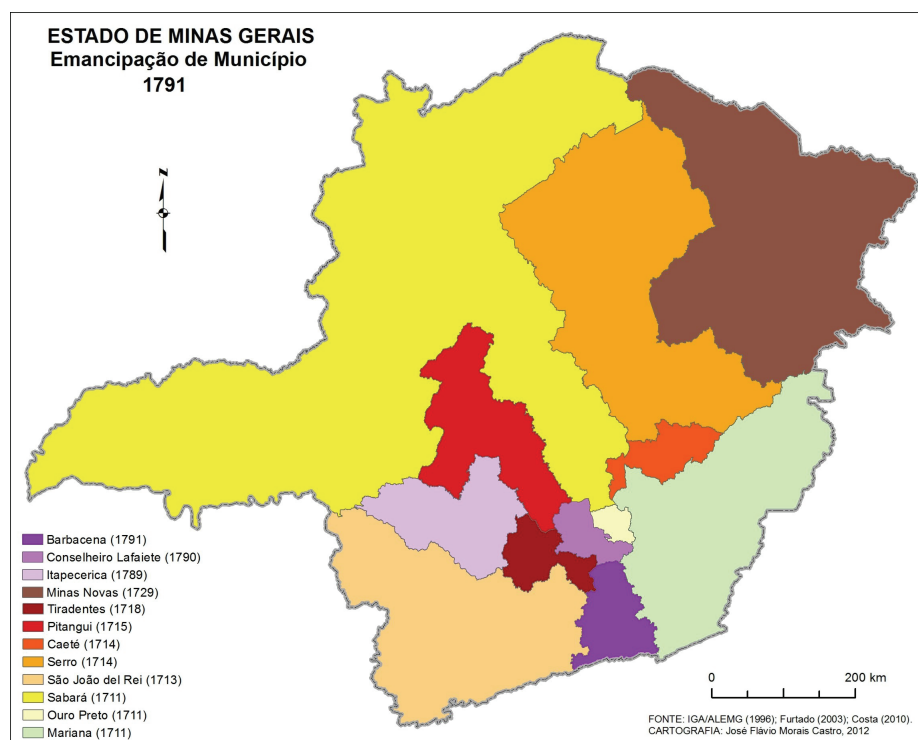 ESTADO DE MINAS GERAIS
Emancipação de Município
1791
N
Barbacena (1791)
Conselheiro Lafaiete (1790)
Itapecerica (1789)
Minas Novas (1729)
Tiradentes (1718)
Pitangui (1715)
Caeté (1714)
Serro (1714)
São João del Rei (1713)
Sabará (1711)
Ouro Preto (1711)
Mariana (1711)
0 200 km
FONTE: IGA/ALEMG (1996); Furtado (2003); Costa (2010).
CARTOGRAFIA: José Flávio Morais Castro, 2012